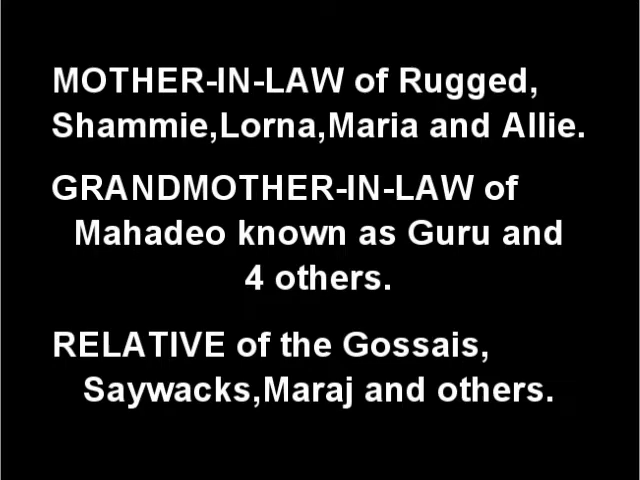 MOTHER-IN-LAW of Rugged,
Shammie,Lorna,Maria and Allie.
GRANDMOTHER-IN-LAW of
Mahadeo known as Guru and
4 others.
RELATIVE of the Gossais,
Saywacks,Maraj and others.